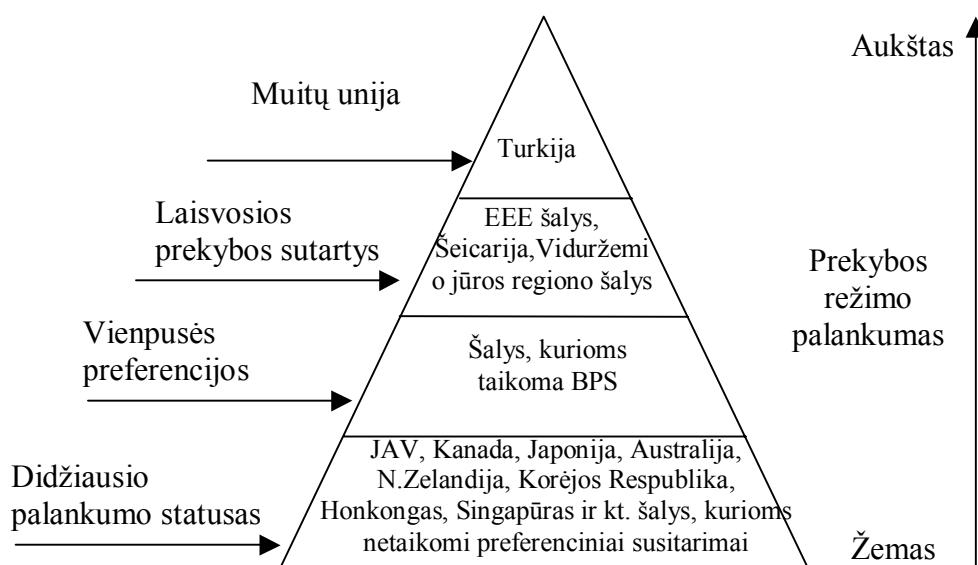 Aukštas
Muitų unija
Turkija
Laisvosios
prekybos sutartys
EEE šalys,
Šeicarija,Viduržemi
o jūros regiono šalys
Prekybos
režimo
palankumas
Vienpusės
preferencijos
Šalys, kurioms
taikoma BPS
Didžiausio
palankumo statusas
JAV, Kanada, Japonija, Australija,
N.Zelandija, Korėjos Respublika,
Honkongas, Singapūras ir kt. šalys, kurioms
netaikomi preferenciniai susitarimai
Žemas